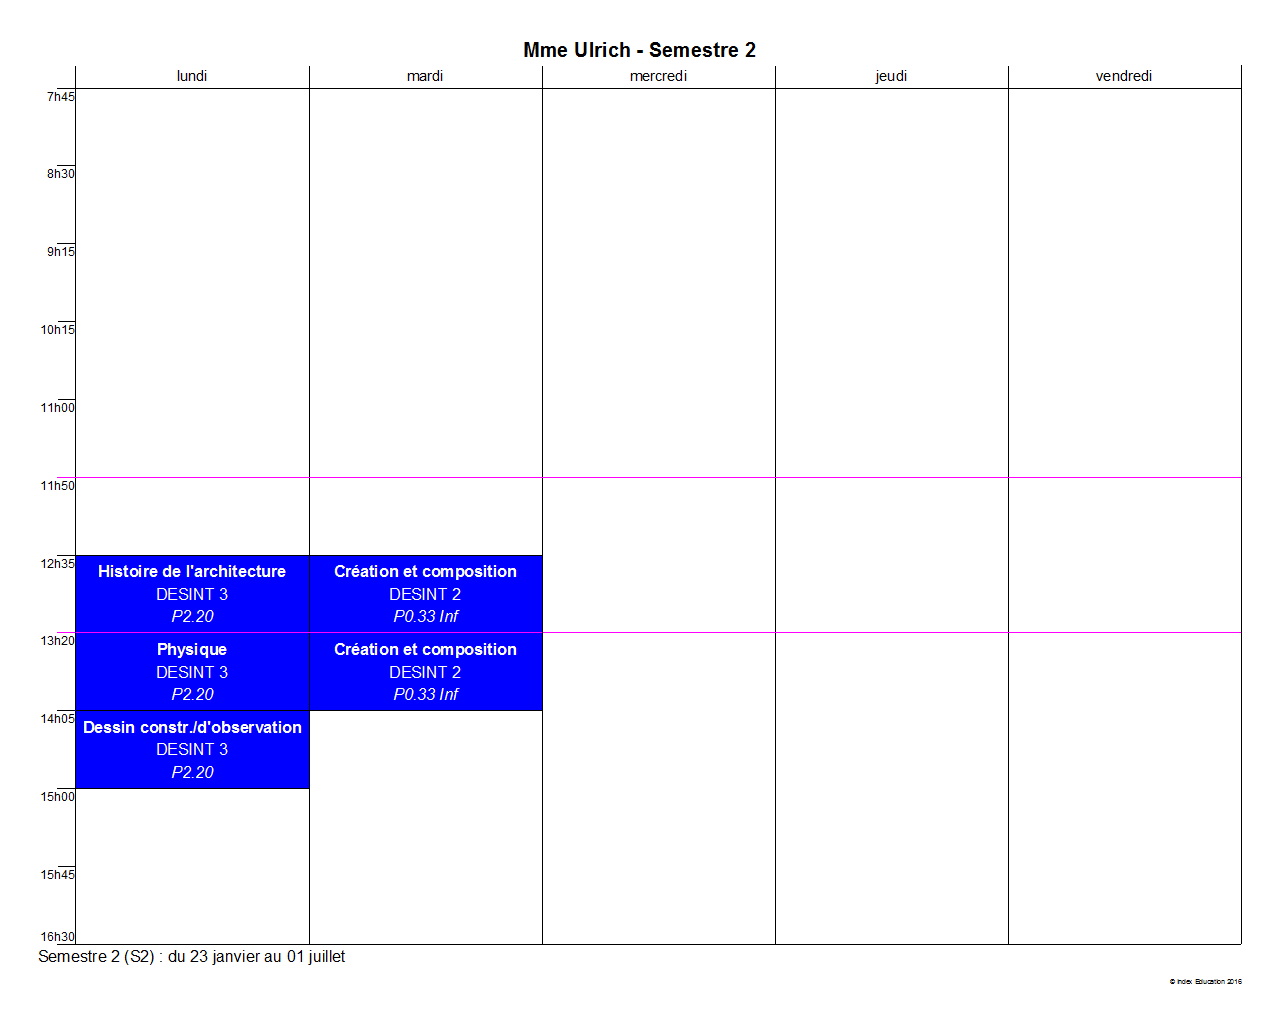 Mme Ulrich - Semestre 2
lundi mardi mercredi jeudi vendredi
7h45
8h30
9h15
10h15
11h00
11h50
12h35
Histoire de l'architecture Création et composition
DESINT 3 DESINT 2
P2.20 P0.33 Inf
13h20
Physique Création et composition
DESINT 3 DESINT 2
P2.20 P0.33 Inf
14h05
Dessin constr./d'observation
DESINT 3
P2.20
15h00
15h45
16h30
Semestre 2 (S2) : du 23 janvier au 01 juillet
© Index Education 2016